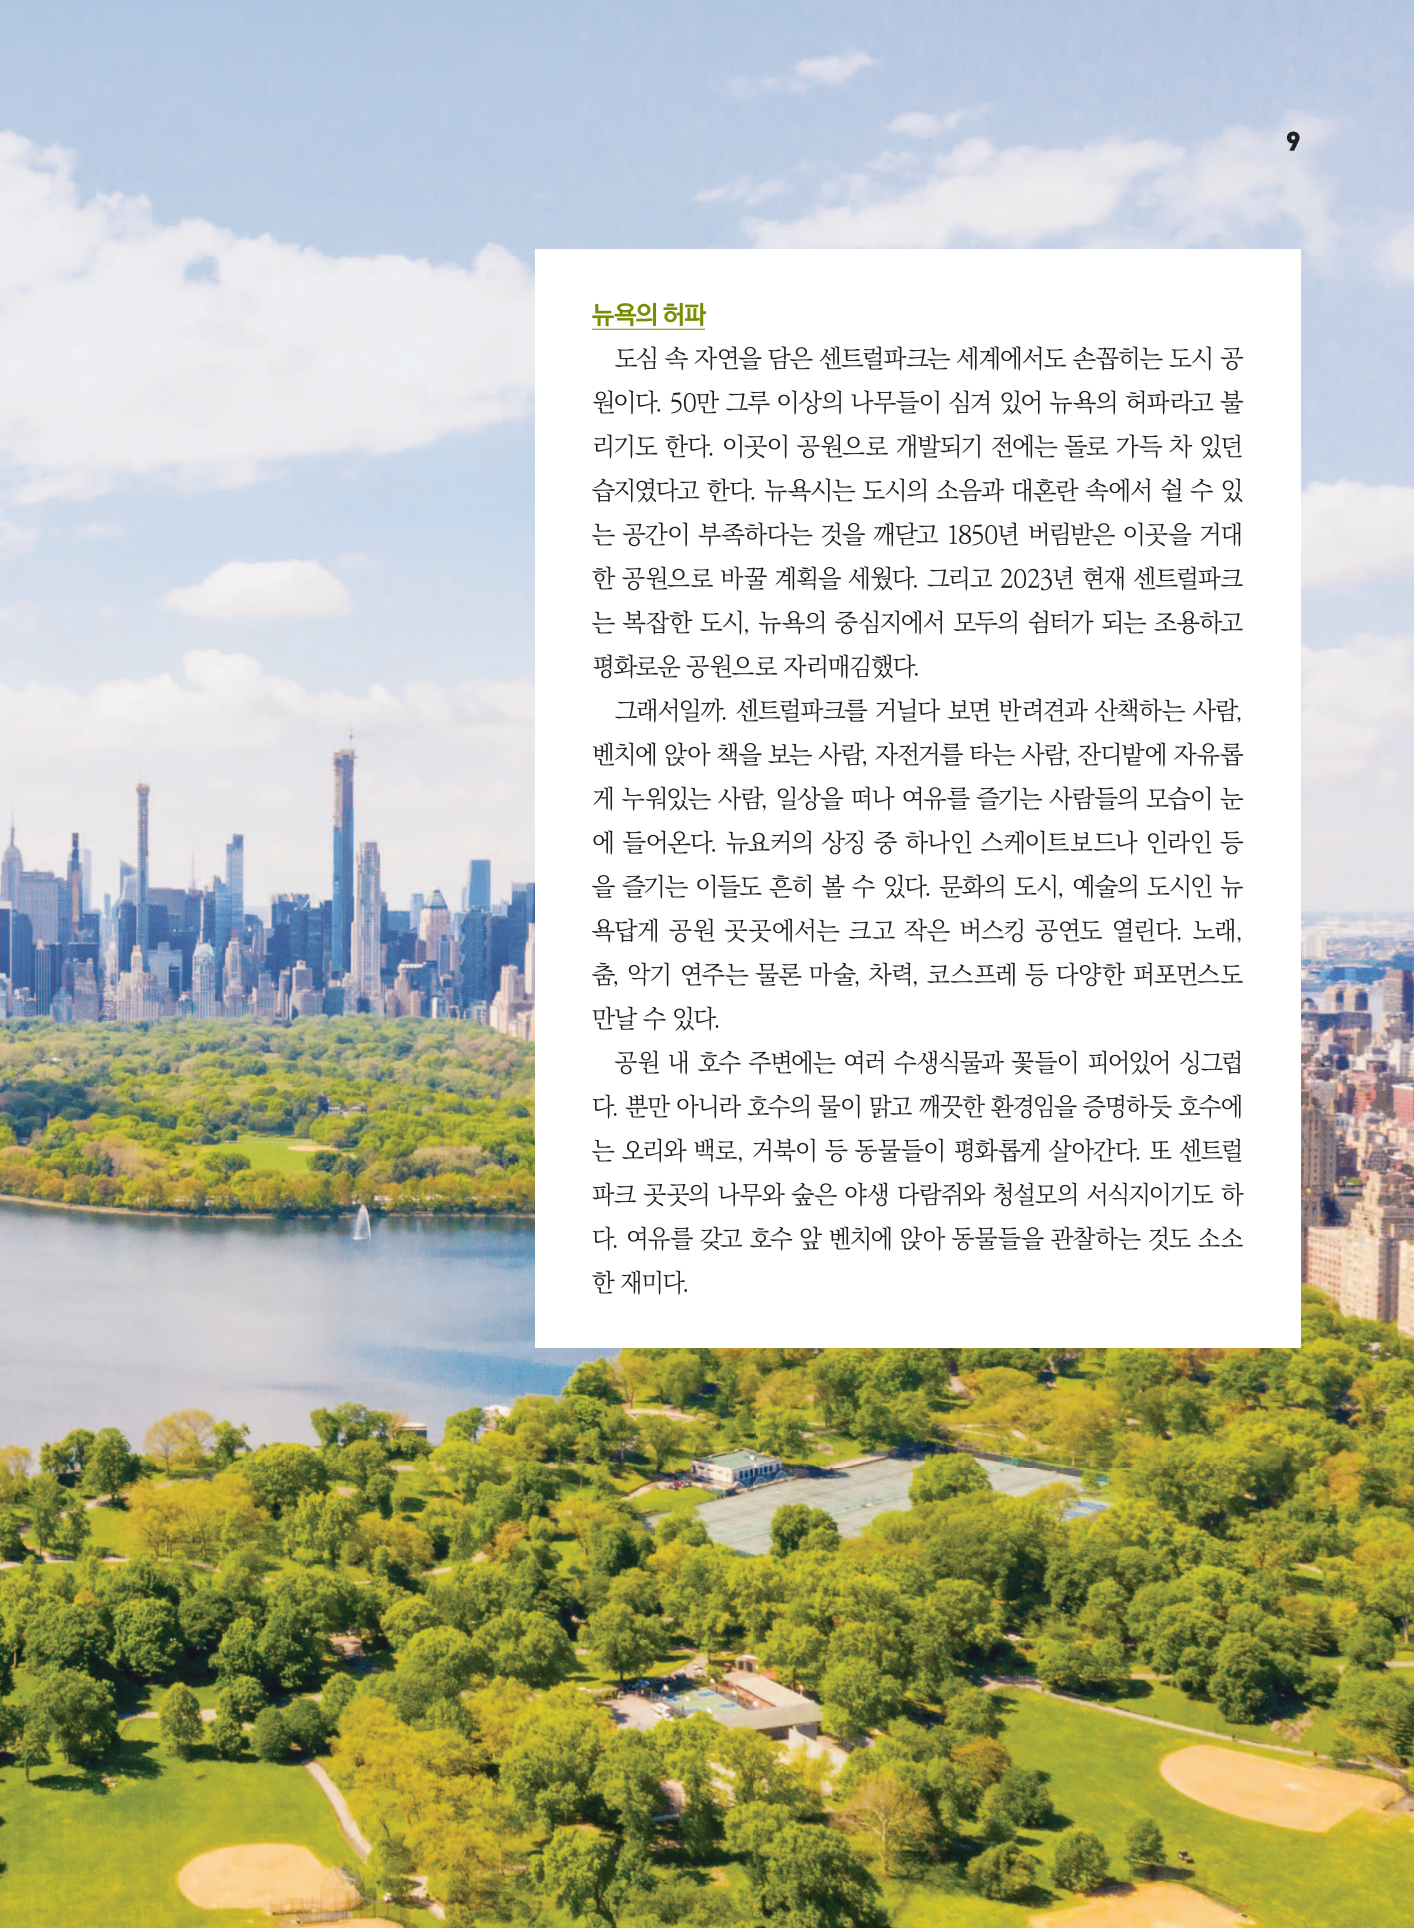 9
뉴욕의 허파
도심 속 자연을 담은 센트럴파크는 세계에서도 손꼽히는 도시 공
원이다. 50만 그루 이상의 나무들이 심겨 있어 뉴욕의 허파라고 불
리기도 한다. 이곳이 공원으로 개발되기 전에는 돌로 가득 차 있던
습지였다고 한다. 뉴욕시는 도시의 소음과 대혼란 속에서 쉴 수 있
는 공간이 부족하다는 것을 깨닫고 1850년 버림받은 이곳을 거대
한 공원으로 바꿀 계획을 세웠다. 그리고 2023년 현재 센트럴파크
는 복잡한 도시, 뉴욕의 중심지에서 모두의 쉼터가 되는 조용하고
평화로운 공원으로 자리매김했다.
그래서일까. 센트럴파크를 거닐다 보면 반려견과 산책하는 사람,
벤치에 앉아 책을 보는 사람, 자전거를 타는 사람, 잔디밭에 자유롭
게 누워있는 사람, 일상을 떠나 여유를 즐기는 사람들의 모습이 눈
에 들어온다. 뉴요커의 상징 중 하나인 스케이트보드나 인라인 등
을 즐기는 이들도 흔히 볼 수 있다. 문화의 도시, 예술의 도시인 뉴
욕답게 공원 곳곳에서는 크고 작은 버스킹 공연도 열린다. 노래,
춤, 악기 연주는 물론 마술, 차력, 코스프레 등 다양한 퍼포먼스도
만날 수 있다.
공원 내 호수 주변에는 여러 수생식물과 꽃들이 피어있어 싱그럽
다. 뿐만 아니라 호수의 물이 맑고 깨끗한 환경임을 증명하듯 호수에
는 오리와 백로, 거북이 등 동물들이 평화롭게 살아간다. 또 센트럴
파크 곳곳의 나무와 숲은 야생 다람쥐와 청설모의 서식지이기도 하
다. 여유를 갖고 호수 앞 벤치에 앉아 동물들을 관찰하는 것도 소소
한 재미다.